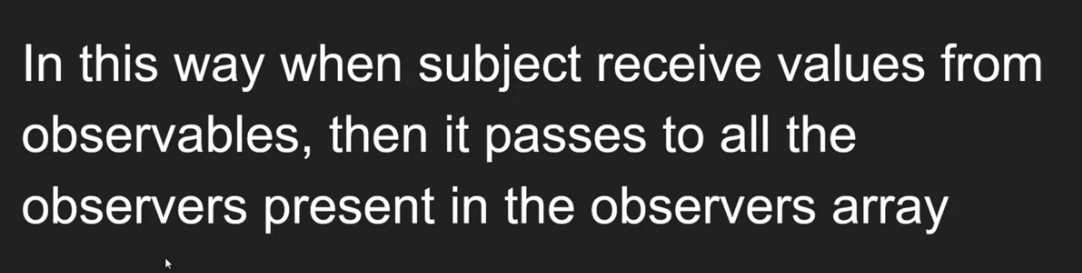 In this way when subject receive values from
observables, then it passes to all the
observers present in the observers array